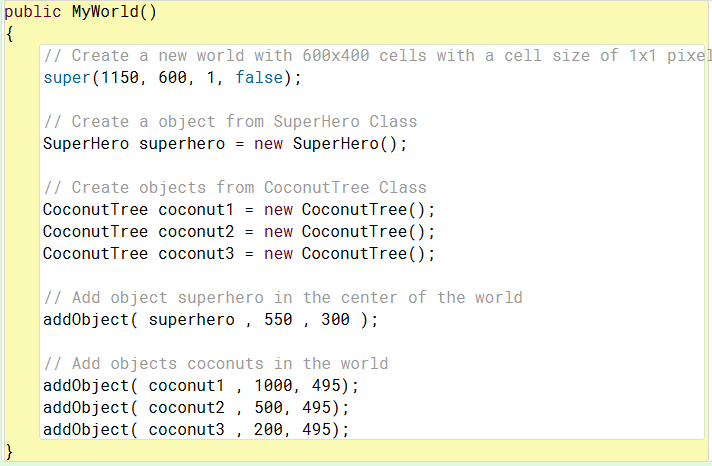 public MyWorld()
{
// Create a new world with 600x400 cells with a cell size of 1x1 pixel
super(1150, 600, 1, false);
// Create a object from SuperHero Class
SuperHero superhero = new SuperHero();
// Create objects from CoconutTree Class
CoconutTree coconut1 = new CoconutTree();
CoconutTree coconut2 = new CoconutTree();
CoconutTree coconut3 = new CoconutTree();
// Add object superhero in the center of the world
addObject( superhero , 550 , 300 );
// Add objects coconuts in the world
addObject( coconut1 , 1000, 495);
addObject( coconut2 , 500, 495);
addObject( coconut3 , 200, 495);
}